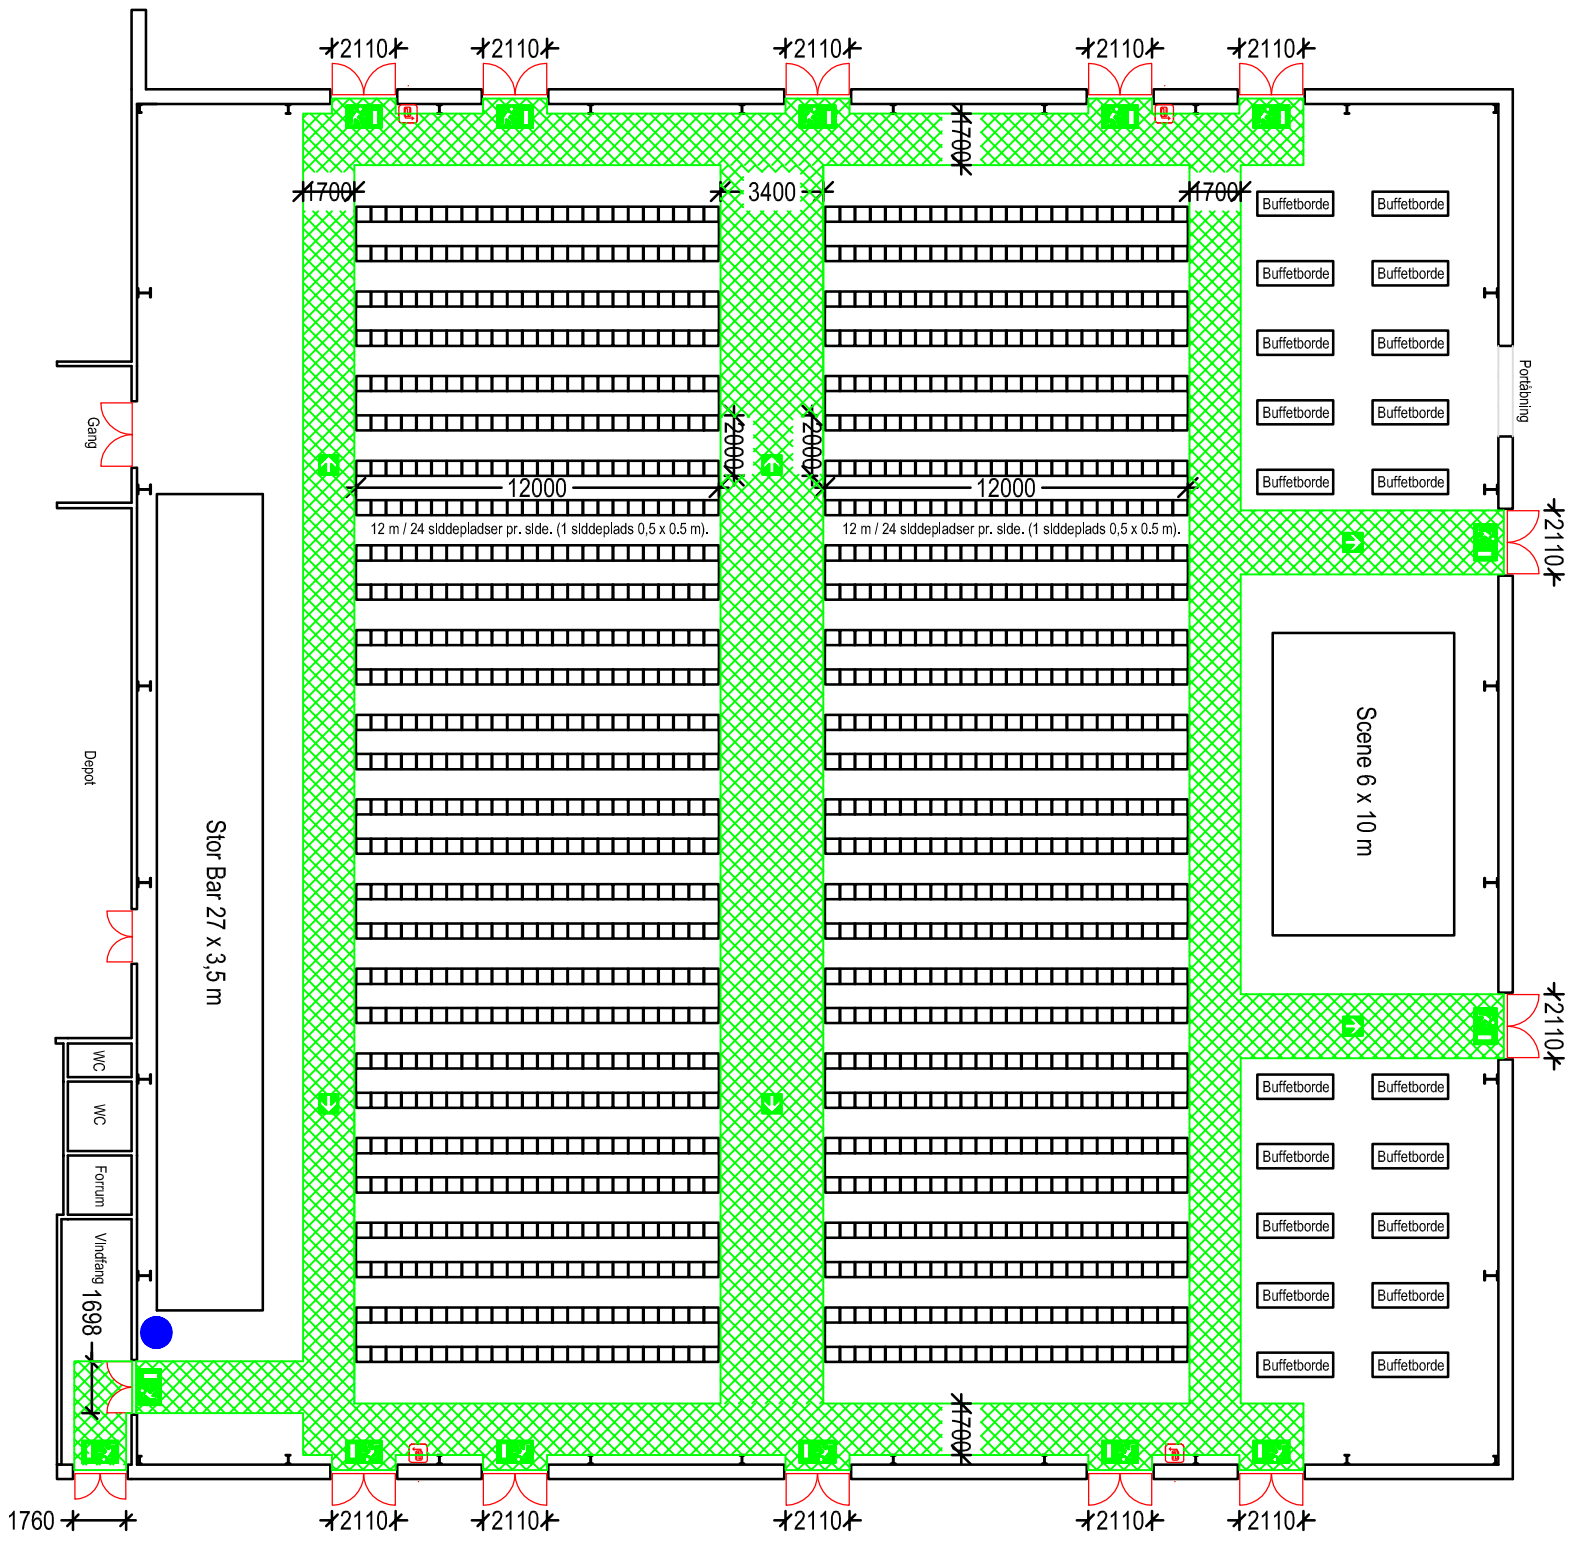 2110
2110
2110
2110
2110
1700
1700
3400
1700
Buffetborde
Buffetborde
Buffetborde
Buffetborde
Buffetborde
Buffetborde
Buffetborde
Buffetborde
Buffetborde
Buffetborde
Portåbning
Gang
2000
2000
12000
12000
12 m / 24 siddepladser pr. side. (1 siddeplads 0,5 x 0.5 m).
12 m / 24 siddepladser pr. side. (1 siddeplads 0,5 x 0.5 m).
2110
Scene 6 x 10 m
Depot
Stor Bar 27 x 3,5 m
2110
WC
WC
Forrum
Vindfang
1698
Buffetborde
Buffetborde
Buffetborde
Buffetborde
Buffetborde
Buffetborde
Buffetborde
Buffetborde
Buffetborde
Buffetborde
1700
1760
2110
2110
2110
2110
2110